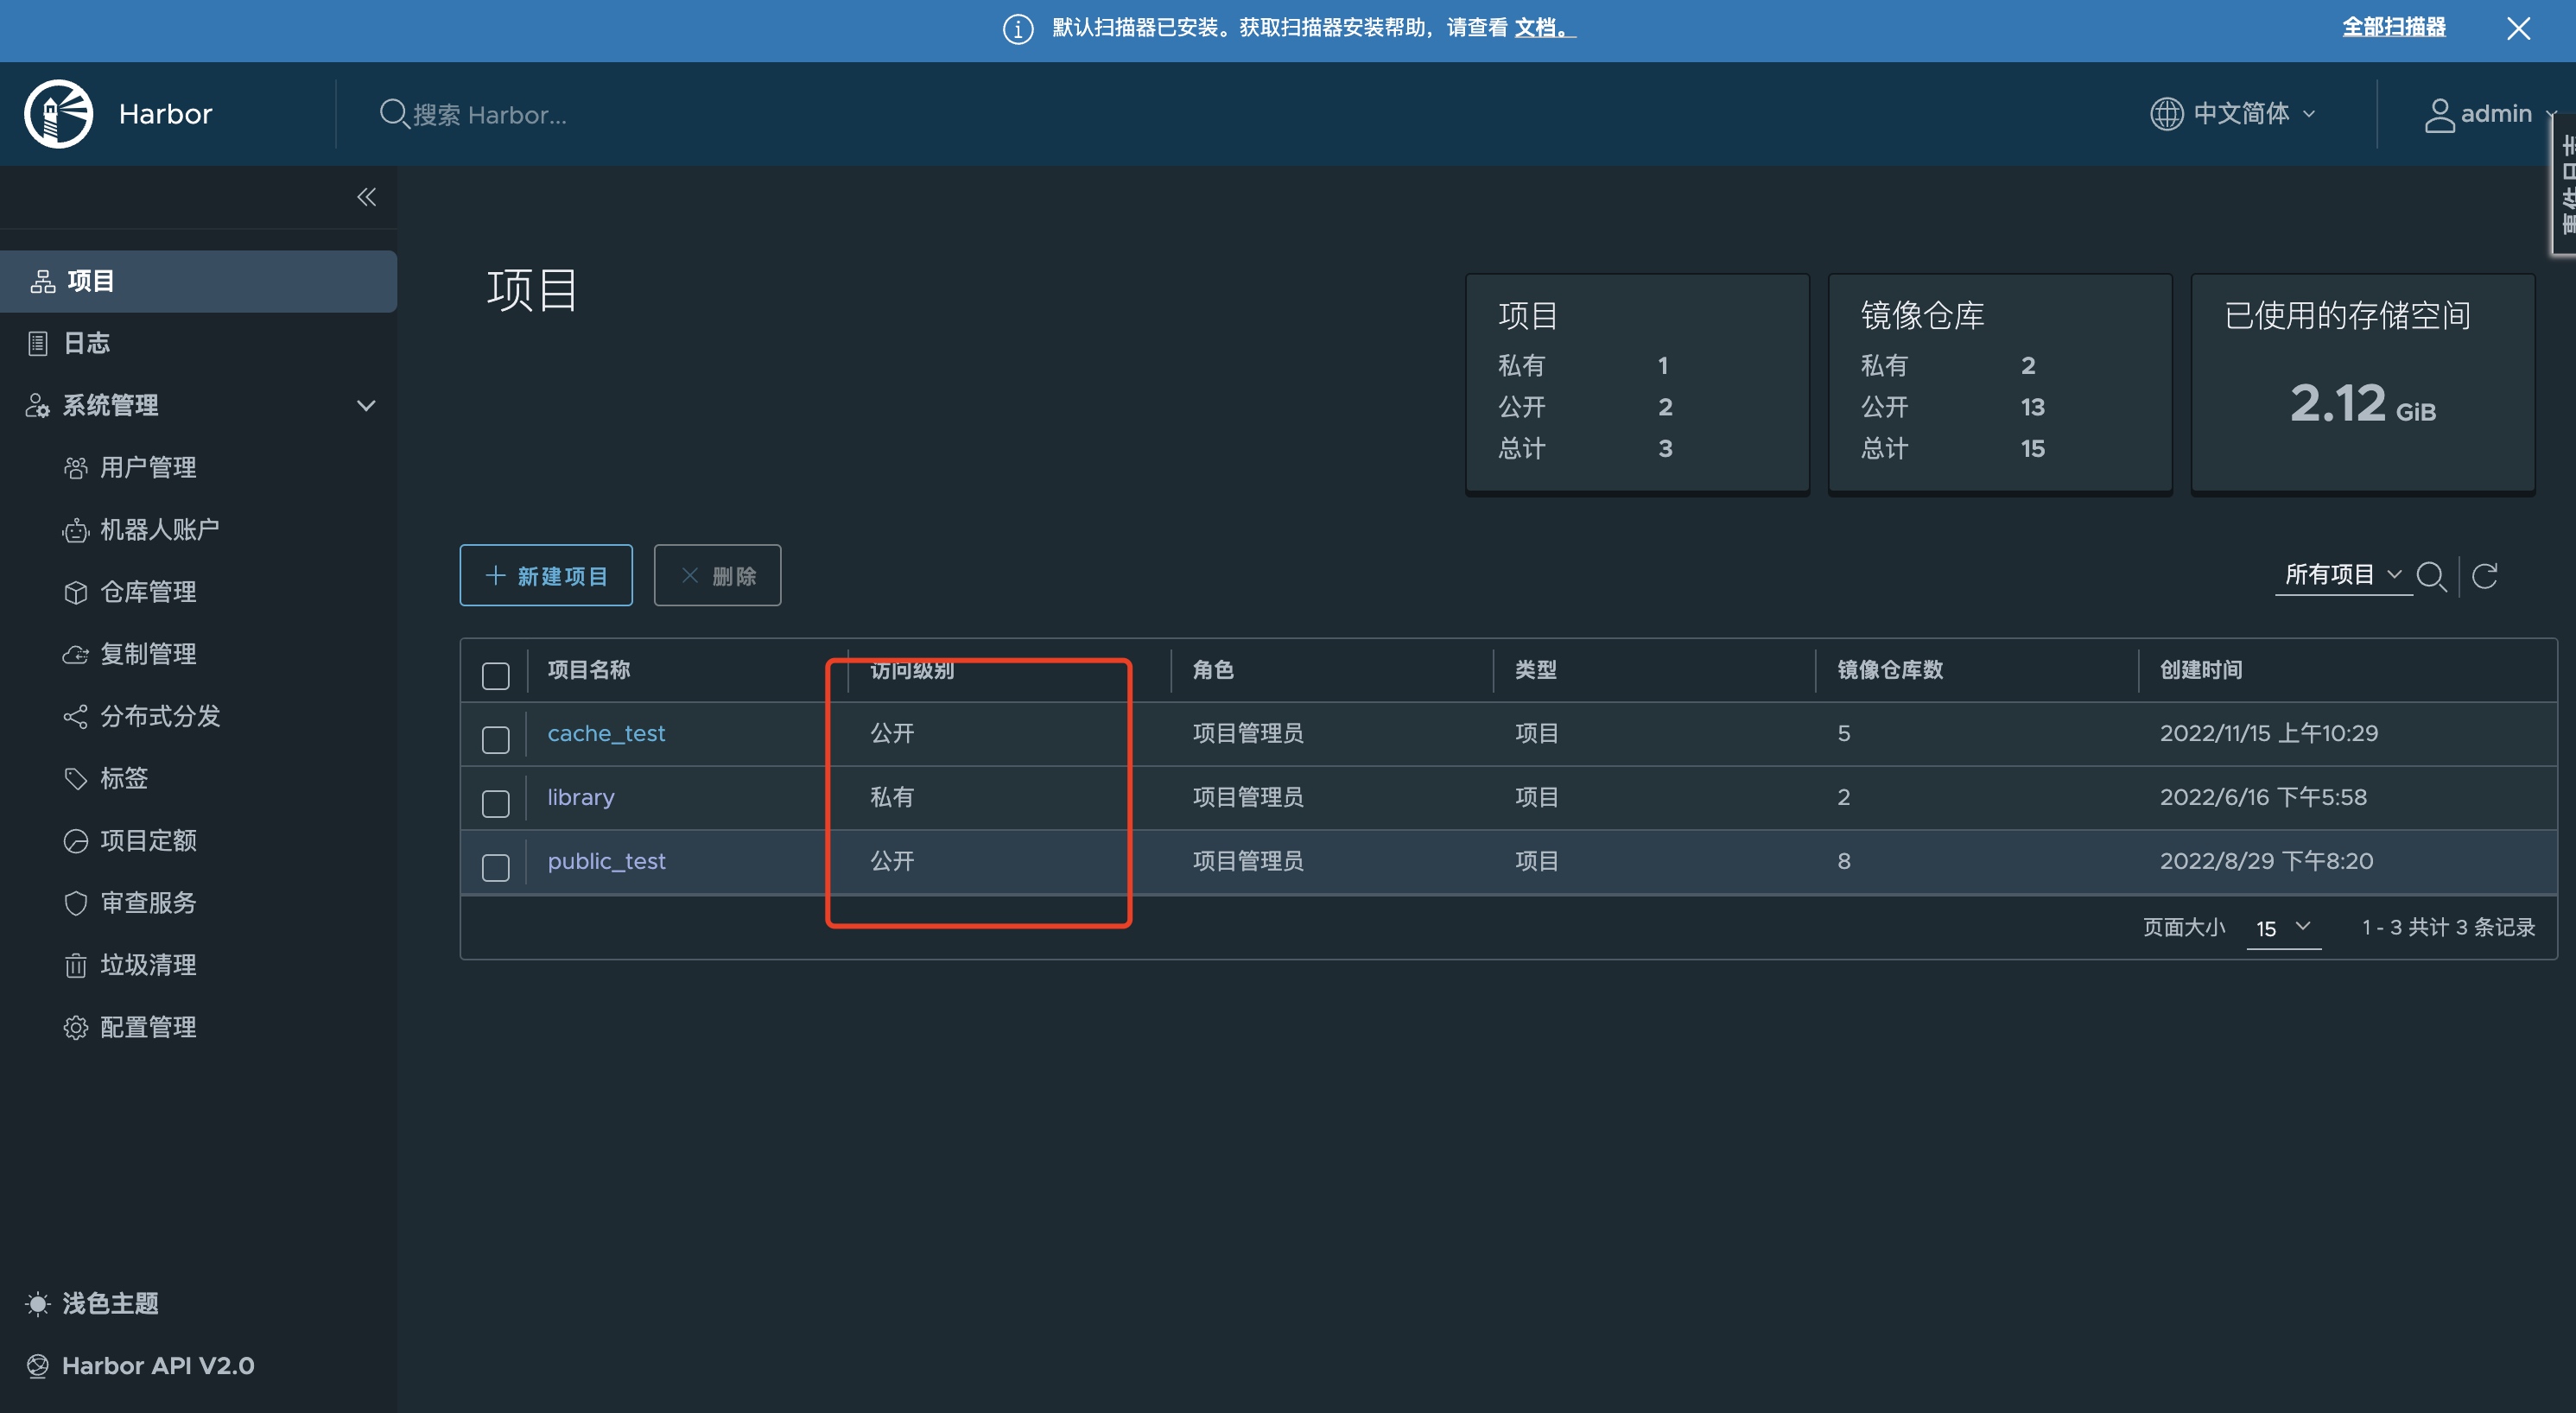 默认扫描器已安装。获取扫描器安装帮助，请查看 文档。
全部扫描器
Harbor
搜索 Harbor...
中文简体
admin
事件日志
项目
日志
系统管理
用户管理
机器人账户
仓库管理
复制管理
分布式分发
标签
项目定额
审查服务
垃圾清理
配置管理
浅色主题
Harbor API V2.0
项目
项目
私有 1
公开 2
总计 3
镜像仓库
私有 2
公开 13
总计 15
已使用的存储空间
2.12 GiB
新建项目
删除
所有项目
项目名称 访问级别 角色 类型 镜像仓库数 创建时间
cache_test 公开 项目管理员 项目 5 2022/11/15 上午10:29
library 私有 项目管理员 项目 2 2022/6/16 下午5:58
public_test 公开 项目管理员 项目 8 2022/8/29 下午8:20
页面大小 15 1 - 3 共计 3 条记录